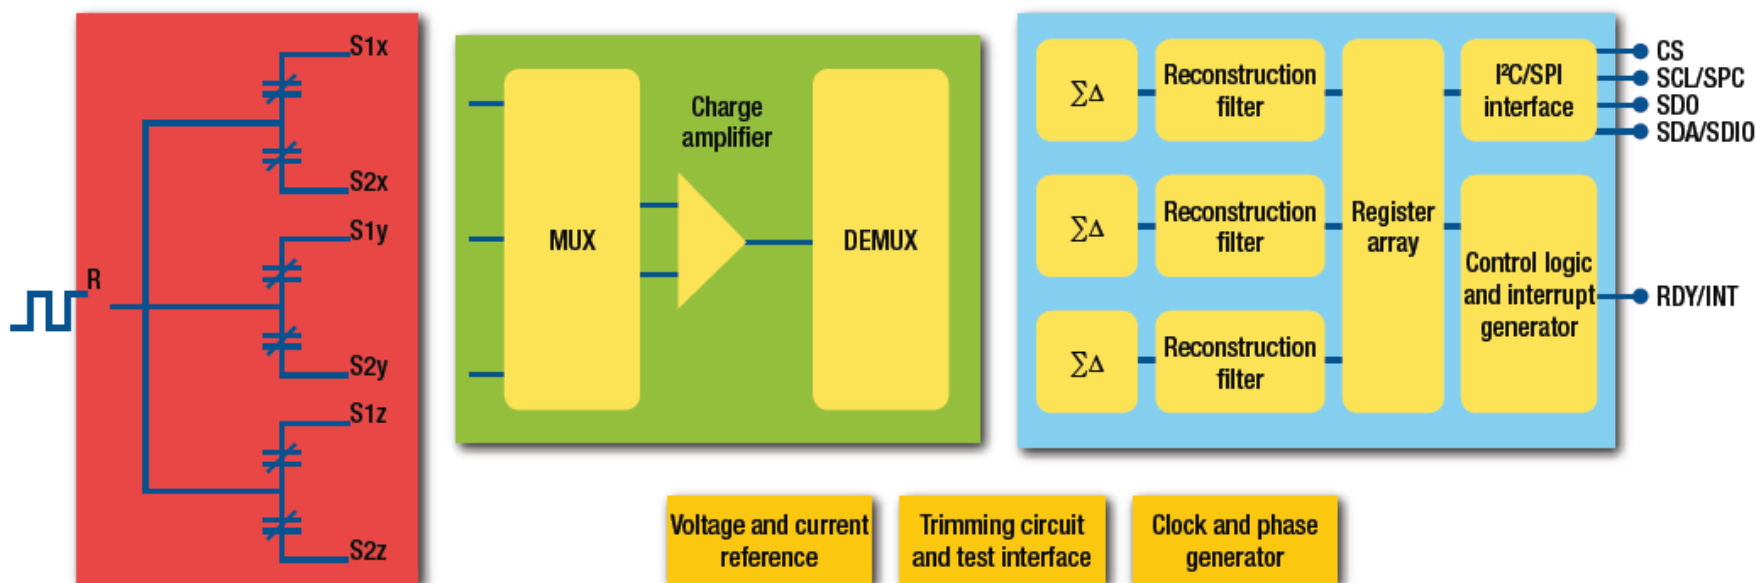 S1x
S2x
S1y
R
S2y
S1z
S2z
Charge
amplifier
MUX
DEMUX
ΣΔ
Reconstruction
filter
ΣΔ
Reconstruction
filter
ΣΔ
Reconstruction
filter
Register
array
I²C/SPI
interface
Control logic
and interrupt
generator
CS
SCL/SPC
SDO
SDA/SDIO
RDY/INT
Voltage and current
reference
Trimming circuit
and test interface
Clock and phase
generator